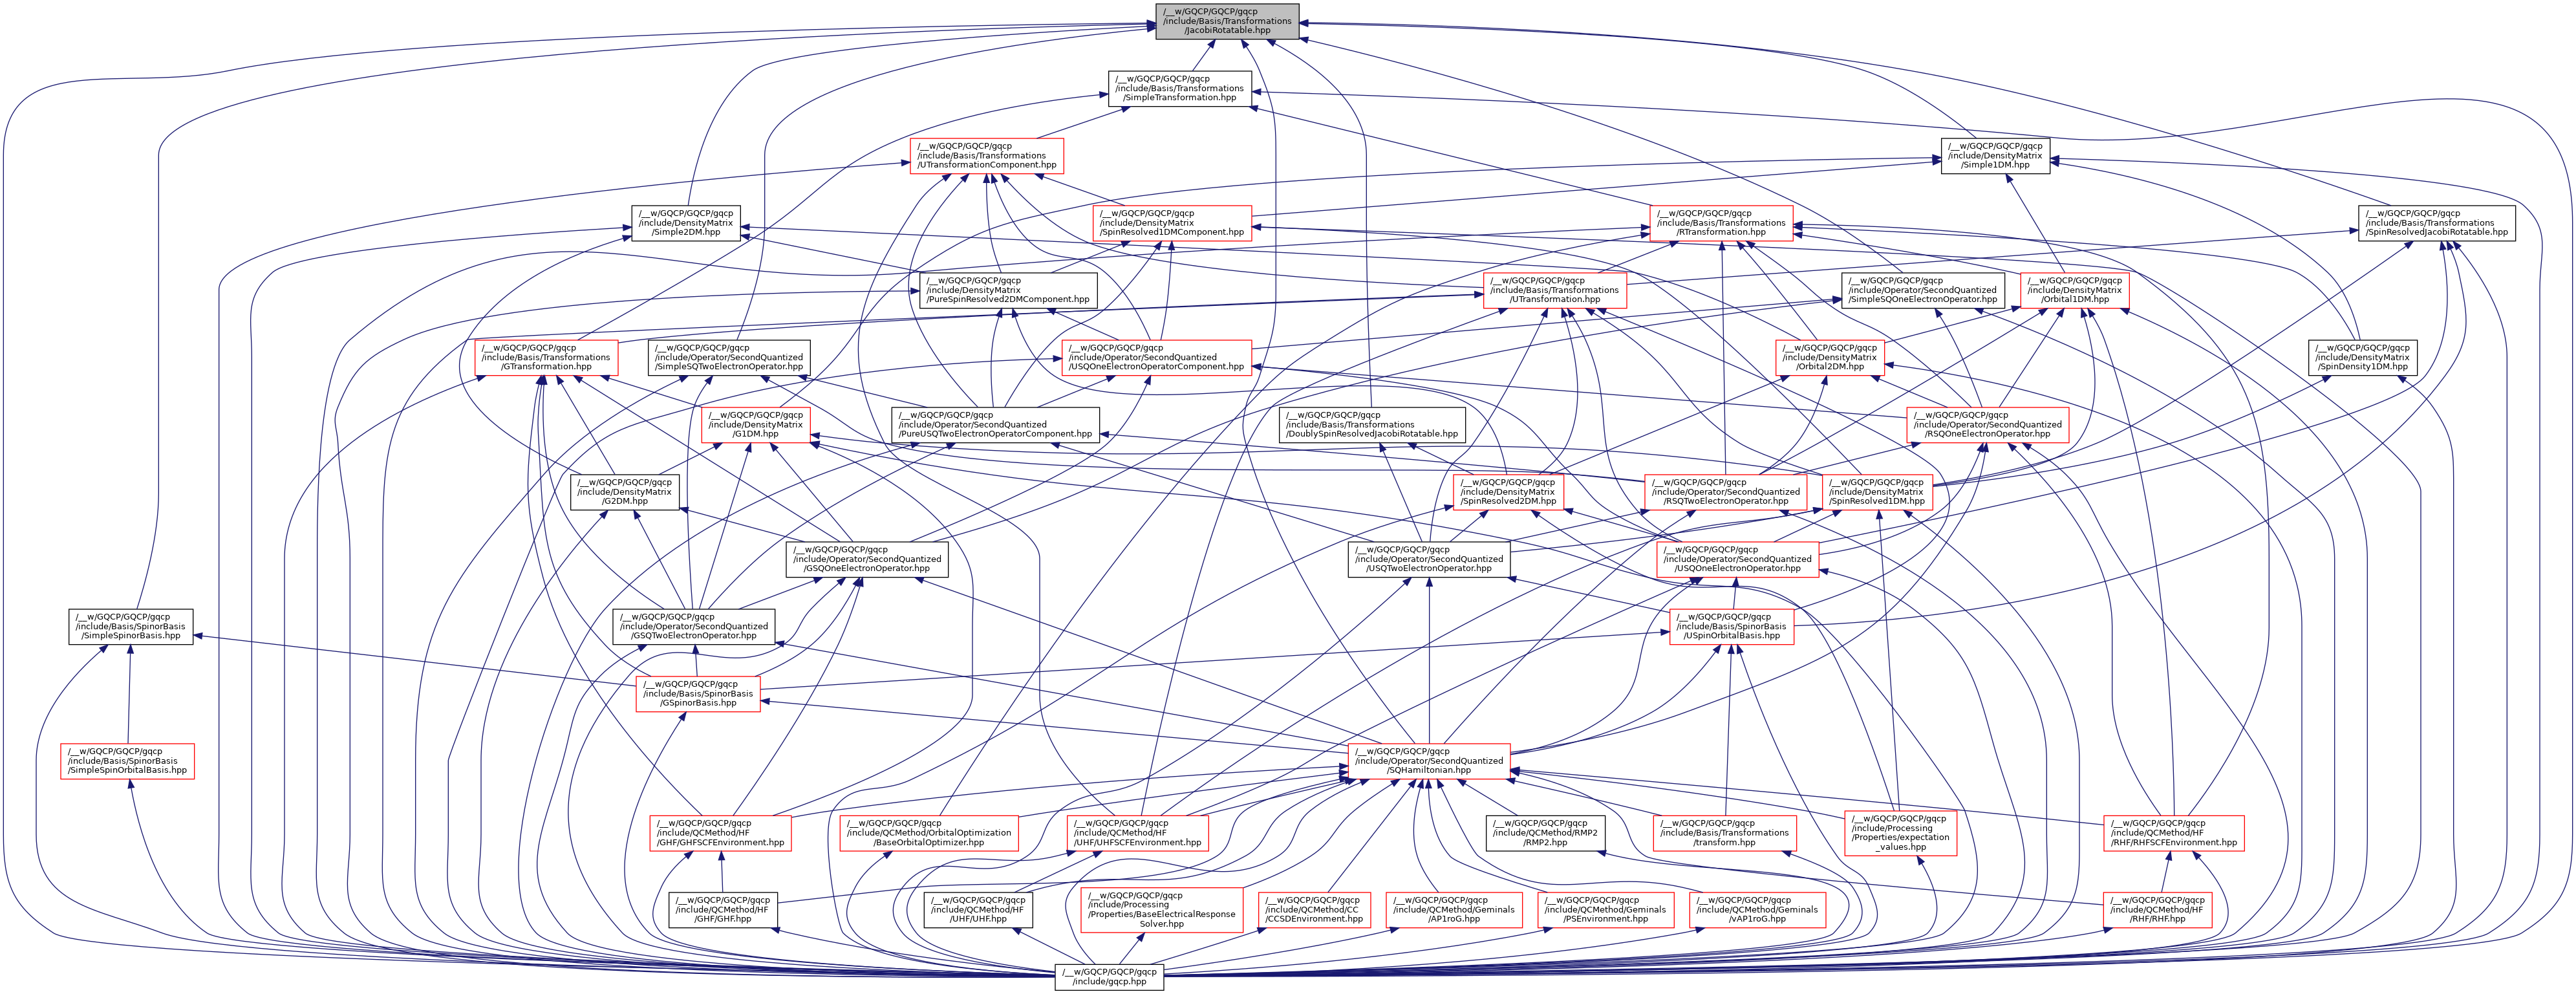 /__w/GQCP/GQCP/gqcp
/include/Basis/Transformations
/JacobiRotatable.hpp
/__w/GQCP/GQCP/gqcp
/include/Basis/Transformations
/SimpleTransformation.hpp
/__w/GQCP/GQCP/gqcp
/include/Basis/Transformations
/UTransformationComponent.hpp
/__w/GQCP/GQCP/gqcp
/include/DensityMatrix
/Simple1DM.hpp
/__w/GQCP/GQCP/gqcp
/include/DensityMatrix
/Simple2DM.hpp
/__w/GQCP/GQCP/gqcp
/include/DensityMatrix
/SpinResolved1DMComponent.hpp
/__w/GQCP/GQCP/gqcp
/include/Basis/Transformations
/RTransformation.hpp
/__w/GQCP/GQCP/gqcp
/include/Basis/Transformations
/SpinResolvedJacobiRotatable.hpp
/__w/GQCP/GQCP/gqcp
/include/DensityMatrix
/PureSpinResolved2DMComponent.hpp
/__w/GQCP/GQCP/gqcp
/include/Basis/Transformations
/UTransformation.hpp
/__w/GQCP/GQCP/gqcp
/include/Operator/SecondQuantized
/SimpleSQOneElectronOperator.hpp
/__w/GQCP/GQCP/gqcp
/include/DensityMatrix
/Orbital1DM.hpp
/__w/GQCP/GQCP/gqcp
/include/Basis/Transformations
/GTransformation.hpp
/__w/GQCP/GQCP/gqcp
/include/Operator/SecondQuantized
/SimpleSQTwoElectronOperator.hpp
/__w/GQCP/GQCP/gqcp
/include/Operator/SecondQuantized
/USQOneElectronOperatorComponent.hpp
/__w/GQCP/GQCP/gqcp
/include/DensityMatrix
/Orbital2DM.hpp
/__w/GQCP/GQCP/gqcp
/include/DensityMatrix
/SpinDensity1DM.hpp
/__w/GQCP/GQCP/gqcp
/include/DensityMatrix
/G1DM.hpp
/__w/GQCP/GQCP/gqcp
/include/Operator/SecondQuantized
/PureUSQTwoElectronOperatorComponent.hpp
/__w/GQCP/GQCP/gqcp
/include/Basis/Transformations
/DoublySpinResolvedJacobiRotatable.hpp
/__w/GQCP/GQCP/gqcp
/include/Operator/SecondQuantized
/RSQOneElectronOperator.hpp
/__w/GQCP/GQCP/gqcp
/include/DensityMatrix
/G2DM.hpp
/__w/GQCP/GQCP/gqcp
/include/DensityMatrix
/SpinResolved2DM.hpp
/__w/GQCP/GQCP/gqcp
/include/Operator/SecondQuantized
/RSQTwoElectronOperator.hpp
/__w/GQCP/GQCP/gqcp
/include/DensityMatrix
/SpinResolved1DM.hpp
/__w/GQCP/GQCP/gqcp
/include/Operator/SecondQuantized
/GSQOneElectronOperator.hpp
/__w/GQCP/GQCP/gqcp
/include/Operator/SecondQuantized
/USQTwoElectronOperator.hpp
/__w/GQCP/GQCP/gqcp
/include/Operator/SecondQuantized
/USQOneElectronOperator.hpp
/__w/GQCP/GQCP/gqcp
/include/Basis/SpinorBasis
/SimpleSpinorBasis.hpp
/__w/GQCP/GQCP/gqcp
/include/Operator/SecondQuantized
/GSQTwoElectronOperator.hpp
/__w/GQCP/GQCP/gqcp
/include/Basis/SpinorBasis
/USpinOrbitalBasis.hpp
/__w/GQCP/GQCP/gqcp
/include/Basis/SpinorBasis
/GSpinorBasis.hpp
/__w/GQCP/GQCP/gqcp
/include/Basis/SpinorBasis
/SimpleSpinOrbitalBasis.hpp
/__w/GQCP/GQCP/gqcp
/include/Operator/SecondQuantized
/SQHamiltonian.hpp
/__w/GQCP/GQCP/gqcp
/include/QCMethod/HF
/GHF/GHFSCFEnvironment.hpp
/__w/GQCP/GQCP/gqcp
/include/QCMethod/OrbitalOptimization
/BaseOrbitalOptimizer.hpp
/__w/GQCP/GQCP/gqcp
/include/QCMethod/HF
/UHF/UHFSCFEnvironment.hpp
/__w/GQCP/GQCP/gqcp
/include/QCMethod/RMP2
/RMP2.hpp
/__w/GQCP/GQCP/gqcp
/include/Basis/Transformations
/transform.hpp
/__w/GQCP/GQCP/gqcp
/include/Processing
/Properties/expectation
_values.hpp
/__w/GQCP/GQCP/gqcp
/include/QCMethod/HF
/RHF/RHFSCFEnvironment.hpp
/__w/GQCP/GQCP/gqcp
/include/QCMethod/HF
/GHF/GHF.hpp
/__w/GQCP/GQCP/gqcp
/include/QCMethod/HF
/UHF/UHF.hpp
/__w/GQCP/GQCP/gqcp
/include/Processing
/Properties/BaseElectricalResponse
Solver.hpp
/__w/GQCP/GQCP/gqcp
/include/QCMethod/CC
/CCSDEnvironment.hpp
/__w/GQCP/GQCP/gqcp
/include/QCMethod/Geminals
/AP1roG.hpp
/__w/GQCP/GQCP/gqcp
/include/QCMethod/Geminals
/PSEnvironment.hpp
/__w/GQCP/GQCP/gqcp
/include/QCMethod/Geminals
/vAP1roG.hpp
/__w/GQCP/GQCP/gqcp
/include/QCMethod/HF
/RHF/RHF.hpp
/__w/GQCP/GQCP/gqcp
/include/gqcp.hpp